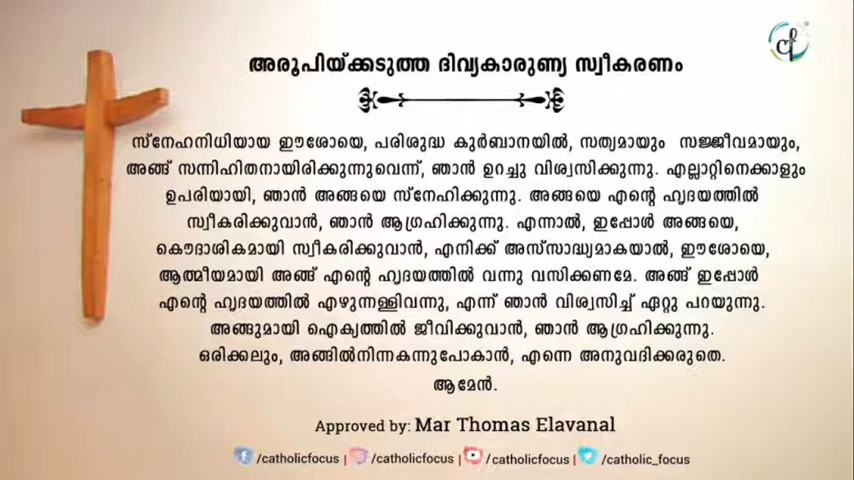 അരൂപിയ്ക്കടുത്ത ദിവ്യകാരുണ്യ സ്വീകരണം
cf
സ്നേഹനിധിയായ ഈശോയെ, പരിശുദ്ധ കുർബാനയിൽ, സത്യമായും സജ്ജീവമായും,
അങ്ങ് സന്നിഹിതനായിരിക്കുന്നുവെന്ന്, ഞാൻ ഉറച്ചു വിശ്വസിക്കുന്നു. എല്ലാറ്റിനെക്കാളും
ഉപരിയായി, ഞാൻ അങ്ങയെ സ്നേഹിക്കുന്നു. അങ്ങയെ എന്റെ ഹൃദയത്തിൽ
സ്വീകരിക്കുവാൻ, ഞാൻ ആഗ്രഹിക്കുന്നു. എന്നാൽ, ഇപ്പോൾ അങ്ങയെ,
കൌദാശികമായി സ്വീകരിക്കുവാൻ, എനിക്ക് അസ്സാദ്ധ്യമാകയാൽ, ഈശോയെ,
ആത്മീയമായി അങ്ങ് എന്റെ ഹൃദയത്തിൽ വന്നു വസിക്കണമേ. അങ്ങ് ഇപ്പോൾ
എന്റെ ഹൃദയത്തിൽ എഴുന്നള്ളിവന്നു, എന്ന് ഞാൻ വിശ്വസിച്ച് ഏറ്റു പറയുന്നു.
അങ്ങുമായി ഐക്യത്തിൽ ജീവിക്കുവാൻ, ഞാൻ ആഗ്രഹിക്കുന്നു.
ഒരിക്കലും, അങ്ങിൽനിന്നകന്നുപോകാൻ, എന്നെ അനുവദിക്കരുതെ.
ആമേൻ.
Approved by: Mar Thomas Elavanal
/catholicfocus | /catholicfocus | /catholicfocus | /catholic_focus